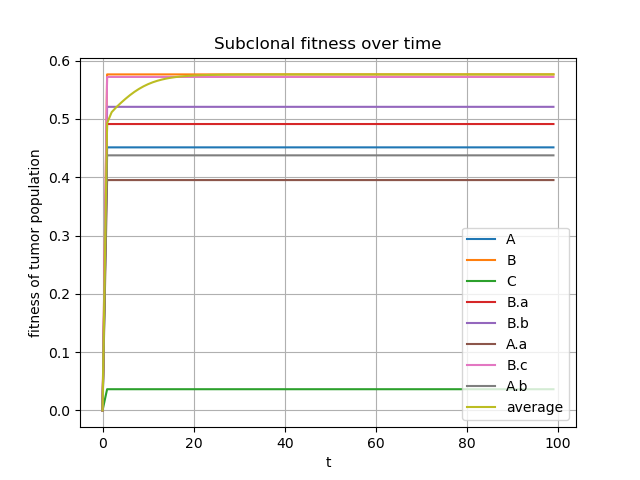 Subclonal fitness over time
fitness of tumor population
0.6
0.5
0.4
0.3
0.2
0.1
0.0
0
20
40
60
80
100
t
A
B
C
B.a
B.b
A.a
B.c
A.b
average